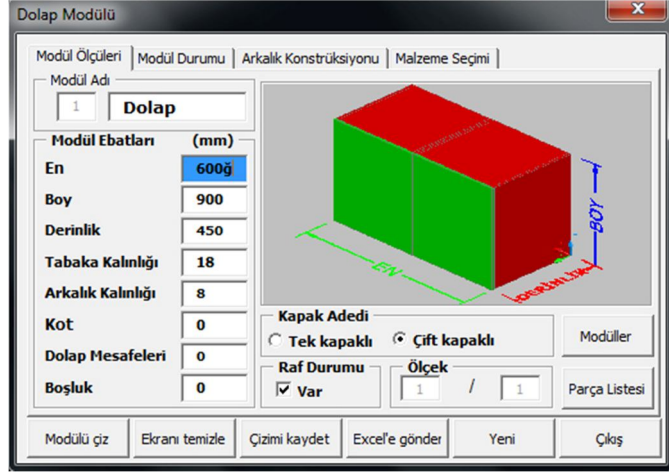 Dolap Modülü
Modül Ölçüleri Modül Durumu Arkalık Konstrüksiyonu Malzeme Seçimi
Modül Adı
1 Dolap
Modül Ebatları (mm)
En 600ğ
Boy 900
Derinlik 450
Tabaka Kalınlığı 18
Arkalık Kalınlığı 8
Kot 0
Dolap Mesafeleri 0
Boşluk 0
EN
DERİNLİK
BOY
Kapak Adedi
Tek kapaklı Çift kapaklı
Modüller
Raf Durumu
Var
Ölçek
1 / 1
Parça Listesi
Modülü çiz Ekranı temizle Çizimi kaydet Excel'e gönder Yeni Çıkış